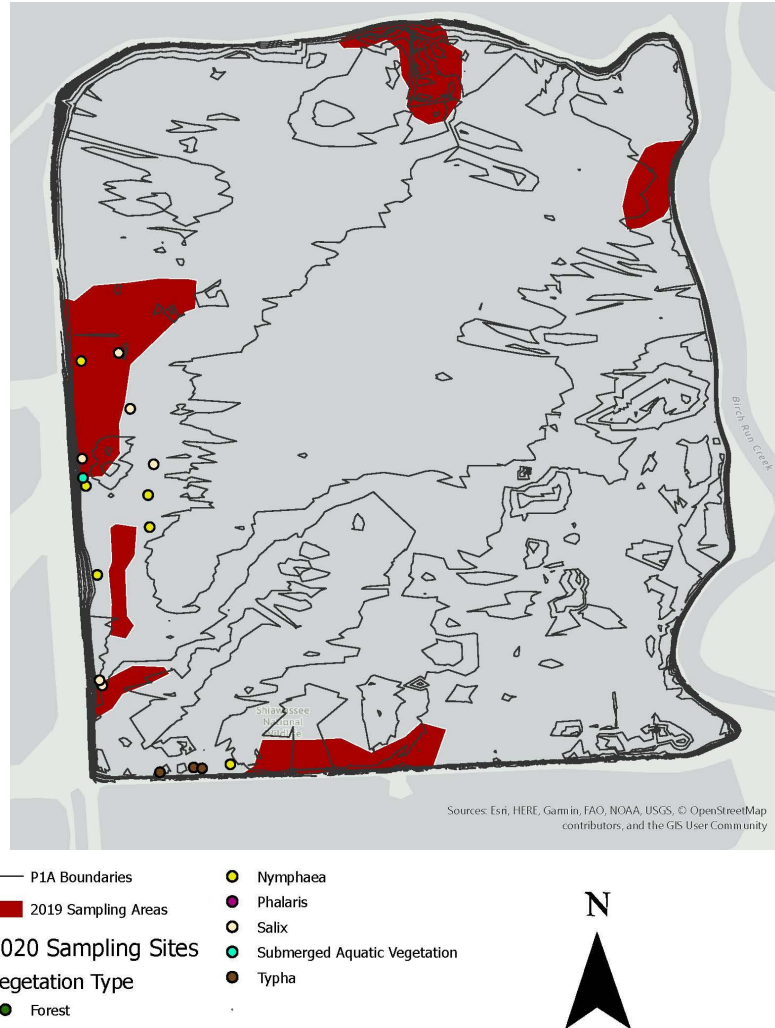 Birch Run Creek
Shiawassee
National
Wildlife
Sources: Esri, HERE, Garmin, FAO, NOAA, USGS, © OpenStreetMap
contributors, and the GIS User Community
P1A Boundaries
2019 Sampling Areas
020 Sampling Sites
egetation Type
Forest
Nymphaea
Phalaris
Salix
Submerged Aquatic Vegetation
Typha
N